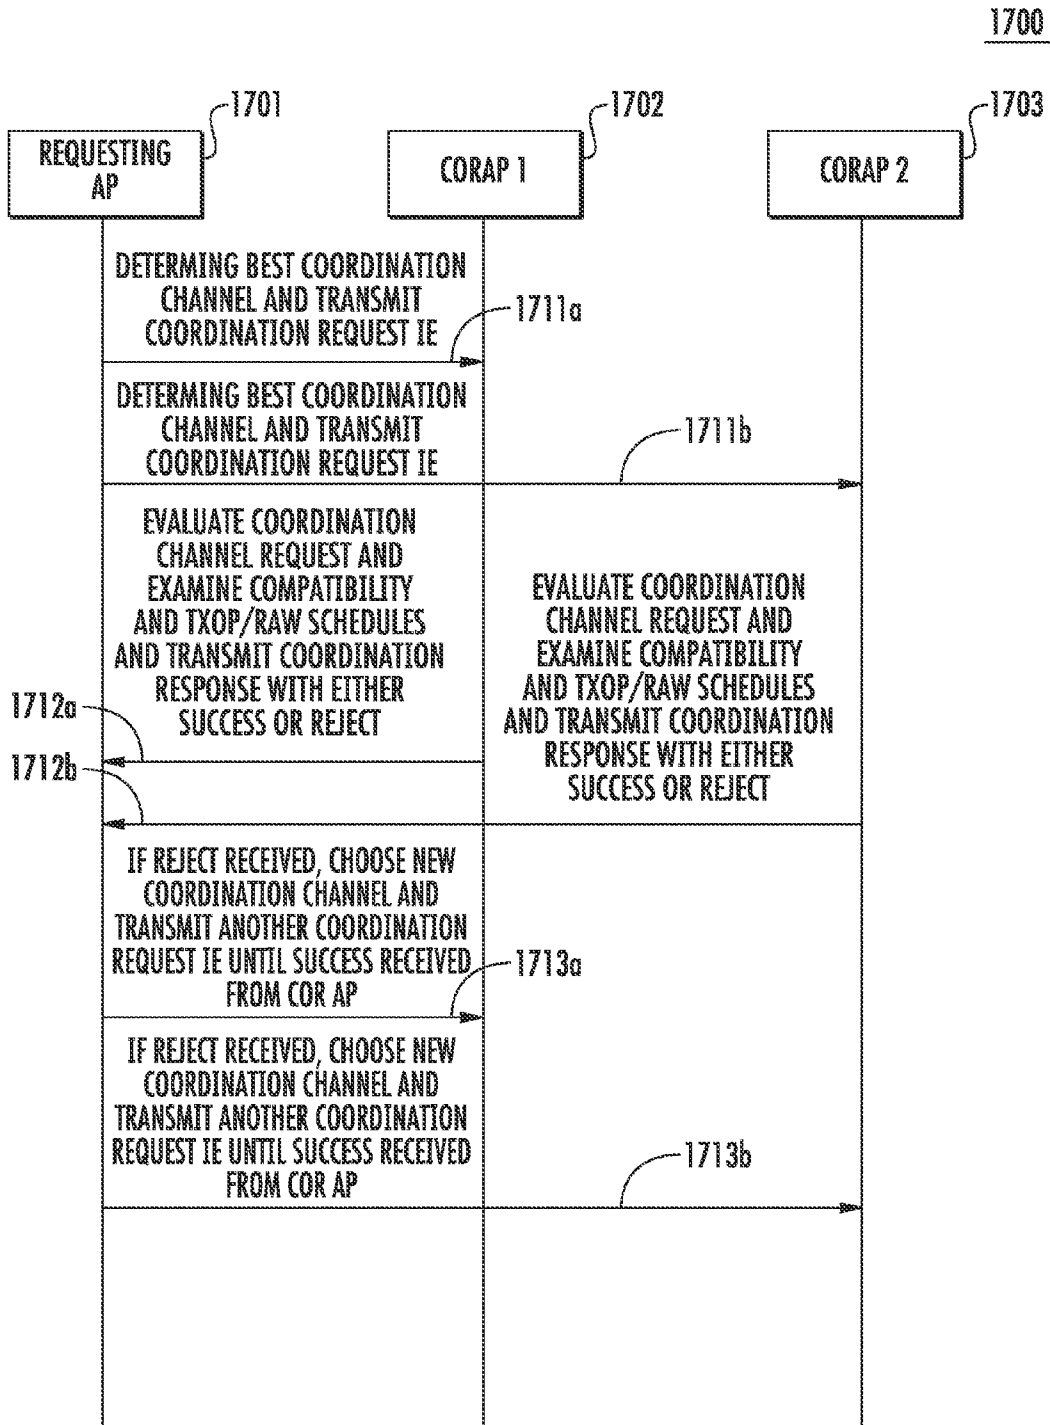 1700
1701
1702
1703
REQUESTING
AP
CORAP 1
CORAP 2
DETERMING BEST COORDINATION
CHANNEL AND TRANSMIT
COORDINATION REQUEST IE
1711a
DETERMING BEST COORDINATION
CHANNEL AND TRANSMIT
COORDINATION REQUEST IE
1711b
EVALUATE COORDINATION
CHANNEL REQUEST AND
EXAMINE COMPATIBILITY
AND TXOP/RAW SCHEDULES
AND TRANSMIT COORDINATION
RESPONSE WITH EITHER
SUCCESS OR REJECT
1712a
EVALUATE COORDINATION
CHANNEL REQUEST AND
EXAMINE COMPATIBILITY
AND TXOP/RAW SCHEDULES
AND TRANSMIT COORDINATION
RESPONSE WITH EITHER
SUCCESS OR REJECT
1712b
IF REJECT RECEIVED, CHOOSE NEW
COORDINATION CHANNEL AND
TRANSMIT ANOTHER COORDINATION
REQUEST IE UNTIL SUCCESS RECEIVED
FROM COR AP
1713a
IF REJECT RECEIVED, CHOOSE NEW
COORDINATION CHANNEL AND
TRANSMIT ANOTHER COORDINATION
REQUEST IE UNTIL SUCCESS RECEIVED
FROM COR AP
1713b